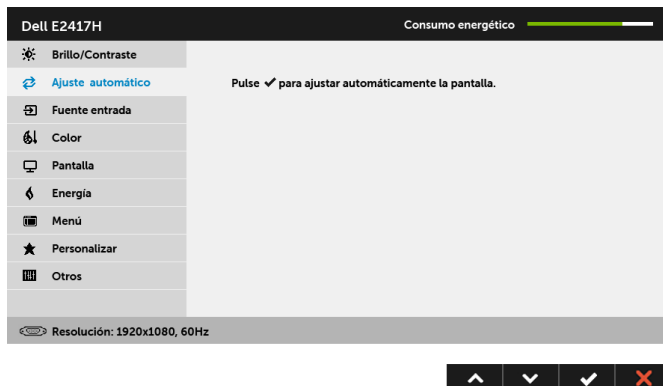 Dell E2417H
Consumo energético
Brillo/Contraste
Ajuste automático
Pulse ✔ para ajustar automáticamente la pantalla.
Fuente entrada
Color
Pantalla
Energía
Menú
Personalizar
Otros
Resolución: 1920x1080, 60Hz